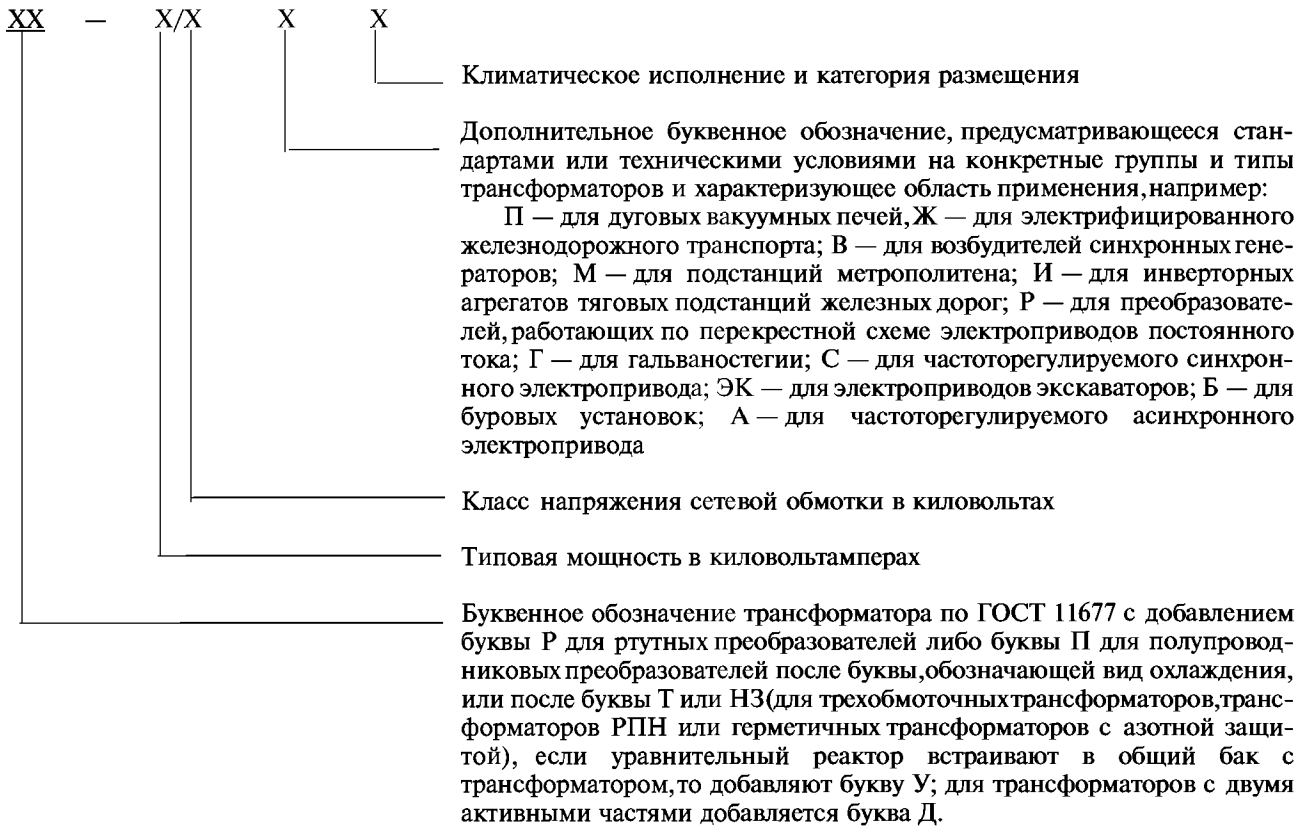 XX — X/X X X
Климатическое исполнение и категория размещения
Дополнительное буквенное обозначение, предусматривающееся стан-
дартами или техническими условиями на конкретные группы и типы
трансформаторов и характеризующее область применения,например:
П — для дуговых вакуумных печей,Ж — для электрифицированного
железнодорожного транспорта; В — для возбудителей синхронных гене-
раторов; М — для подстанций метрополитена; И — для инверторных
агрегатов тяговых подстанций железных дорог; Р — для преобразовате-
лей,работающих по перекрестной схеме электроприводов постоянного
тока; Г — для гальваностегии; С — для частоторегулируемого синхрон-
ного электропривода; ЭК — для электроприводов экскаваторов; Б — для
буровых установок; А — для частоторегулируемого асинхронного
электропривода
Класс напряжения сетевой обмотки в киловольтах
Типовая мощность в киловольтамперах
Буквенное обозначение трансформатора по ГОСТ 11677 с добавлением
буквы Р для ртутных преобразователей либо буквы П для полупровод-
никовых преобразователей после буквы,обозначающей вид охлаждения,
или после буквы Т или НЗ(для трехобмоточных трансформаторов,транс-
форматоров РПН или герметичных трансформаторов с азотной защи-
той), если уравнительный реактор встраивают в общий бак с
трансформатором,то добавляют букву У; для трансформаторов с двумя
активными частями добавляется буква Д.